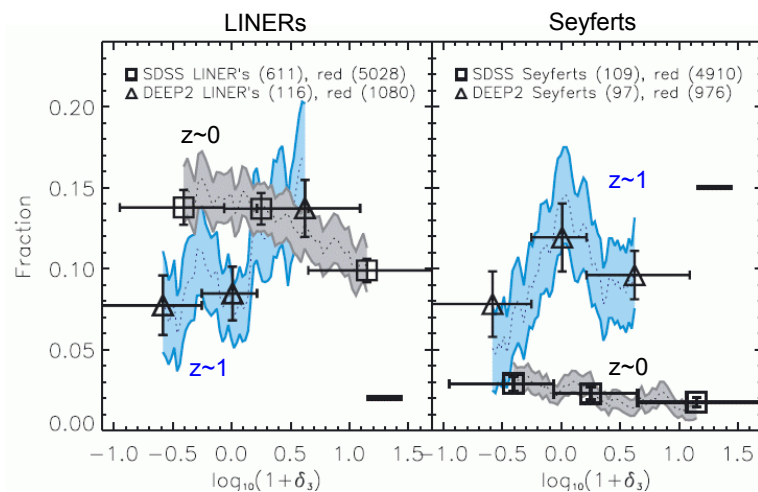 LINERs
Seyferts
SDSS LINER's (611), red (5028)
DEEP2 LINER's (116), red (1080)
z~0
z~1
SDSS Seyferts (109), red (4910)
DEEP2 Seyferts (97), red (976)
z~1
z~0
Fraction
0.20
0.15
0.10
0.05
0.00
-1.0 -0.5 0.0 0.5 1.0 1.5
-1.0 -0.5 0.0 0.5 1.0 1.5
log₁₀(1+δ₃)
log₁₀(1+δ₃)